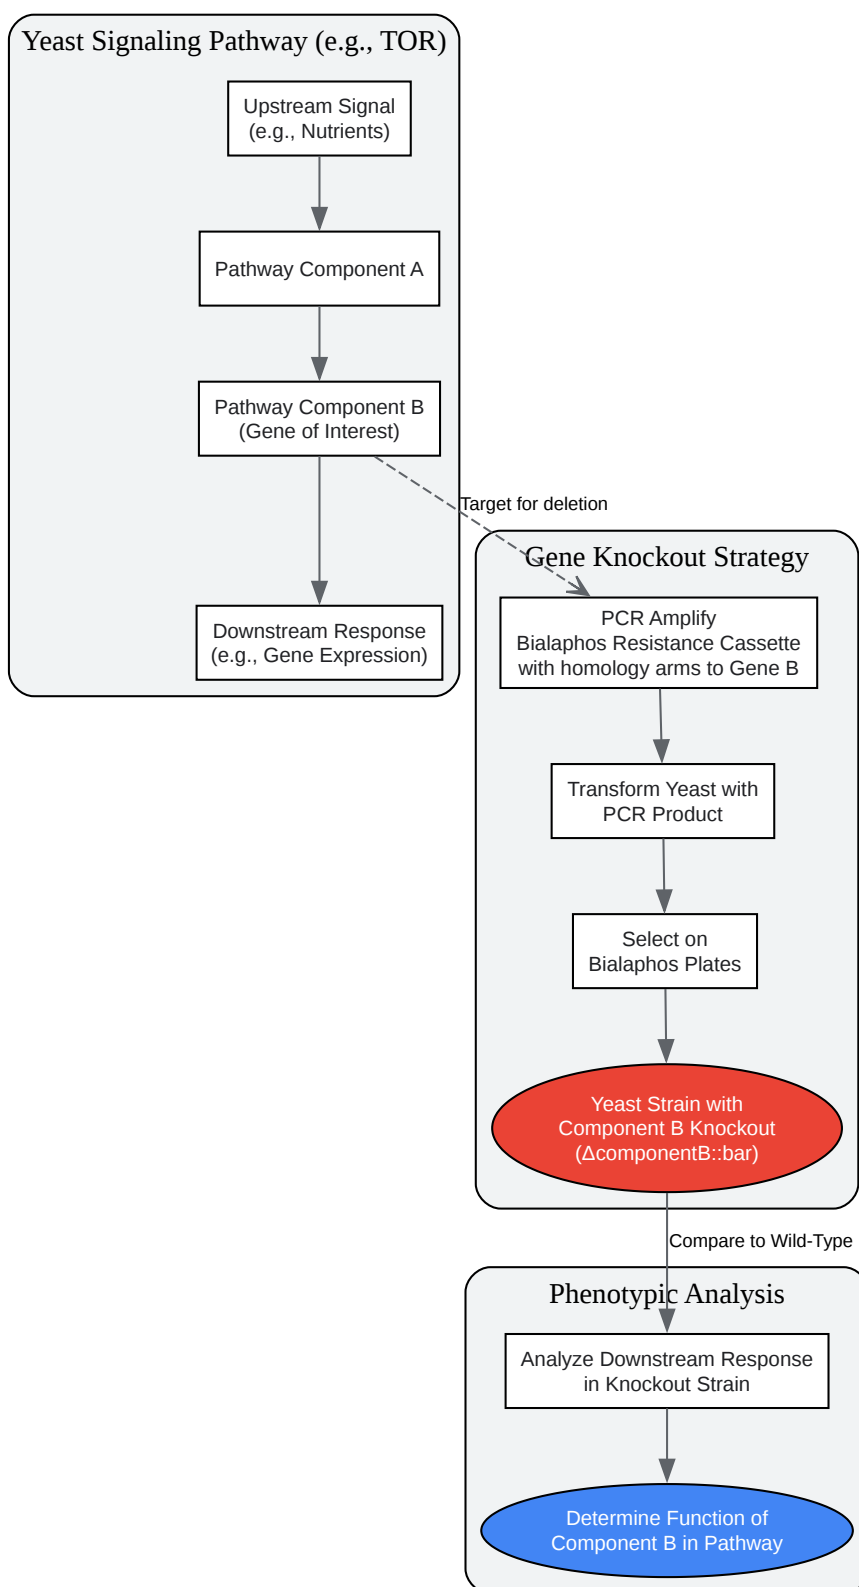 Yeast Signaling Pathway (e.g., TOR)
Upstream Signal
(e.g., Nutrients)
Pathway Component A
Pathway Component B
(Gene of Interest)
Target for deletion
Downstream Response
(e.g., Gene Expression)
Gene Knockout Strategy
PCR Amplify
Bialaphos Resistance Cassette
with homology arms to Gene B
Transform Yeast with
PCR Product
Select on
Bialaphos Plates
Yeast Strain with
Component B Knockout
(ΔcomponentB::bar)
Compare to Wild-Type
Phenotypic Analysis
Analyze Downstream Response
in Knockout Strain
Determine Function of
Component B in Pathway